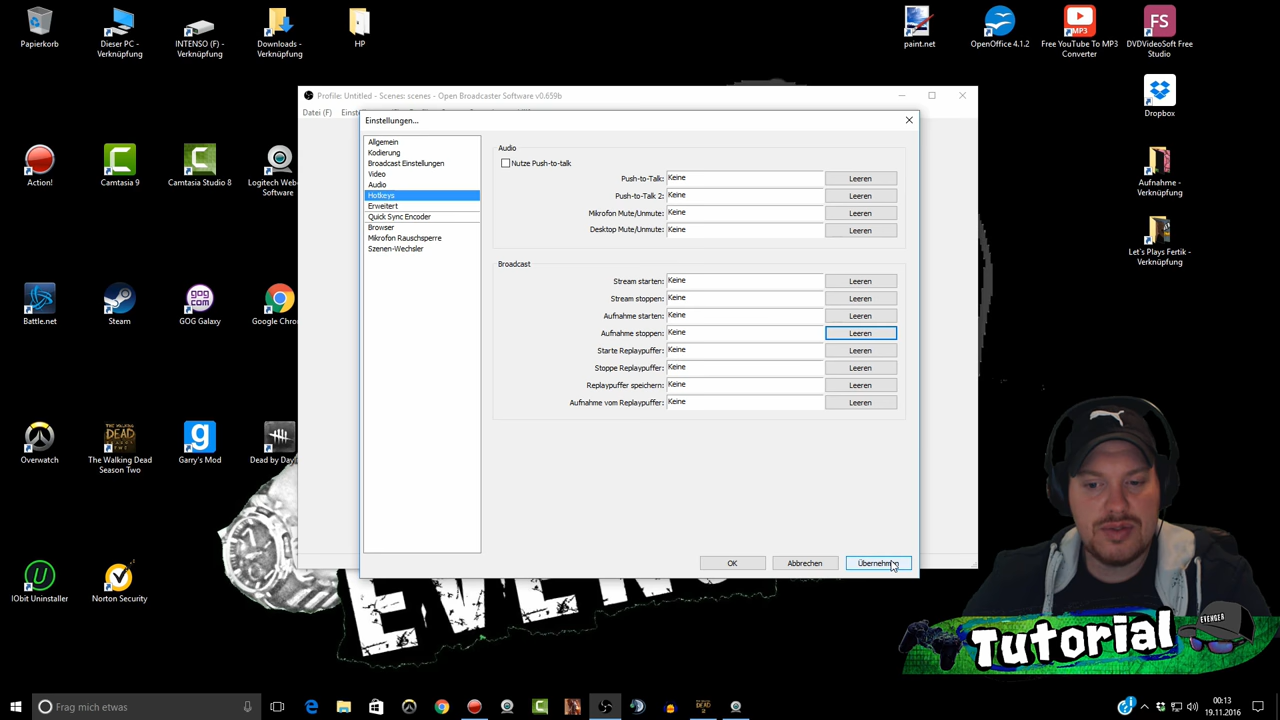 Papierkorb
Dieser PC -
Verknüpfung
INTENSO (F) -
Verknüpfung
Downloads -
Verknüpfung
HP
paint.net
OpenOffice 4.1.2
Free YouTube To MP3
Converter
DVDVideoSoft Free
Studio
Dropbox
Aufnahme -
Verknüpfung
Let`s Plays Fertik -
Verknüpfung
Action!
Camtasia 9
Camtasia Studio 8
Logitech Web-
Software
Battle.net
Steam
GOG Galaxy
Google Chro
Overwatch
The Walking Dead
Season Two
Garry's Mod
Dead by Day
IObit Uninstaller
Norton Security
Profile: Untitled - Scenes: scenes - Open Broadcaster Software v0.659b
Datei (F) Einst
Einstellungen...
Allgemein
Kodierung
Broadcast Einstellungen
Video
Audio
Hotkeys
Erweitert
Quick Sync Encoder
Browser
Mikrofon Rauschsperre
Szenen-Wechsler
Audio
Nutze Push-to-talk
Push-to-Talk: Keine Leeren
Push-to-Talk 2: Keine Leeren
Mikrofon Mute/Unmute: Keine Leeren
Desktop Mute/Unmute: Keine Leeren
Broadcast
Stream starten: Keine Leeren
Stream stoppen: Keine Leeren
Aufnahme starten: Keine Leeren
Aufnahme stoppen: Keine Leeren
Starte Replaypuffer: Keine Leeren
Stoppe Replaypuffer: Keine Leeren
Replaypuffer speichern: Keine Leeren
Aufnahme vom Replaypuffer: Keine Leeren
OK Abbrechen Übernehmen
EVENGER
Tutorial
Frag mich etwas
00:13
19.11.2016